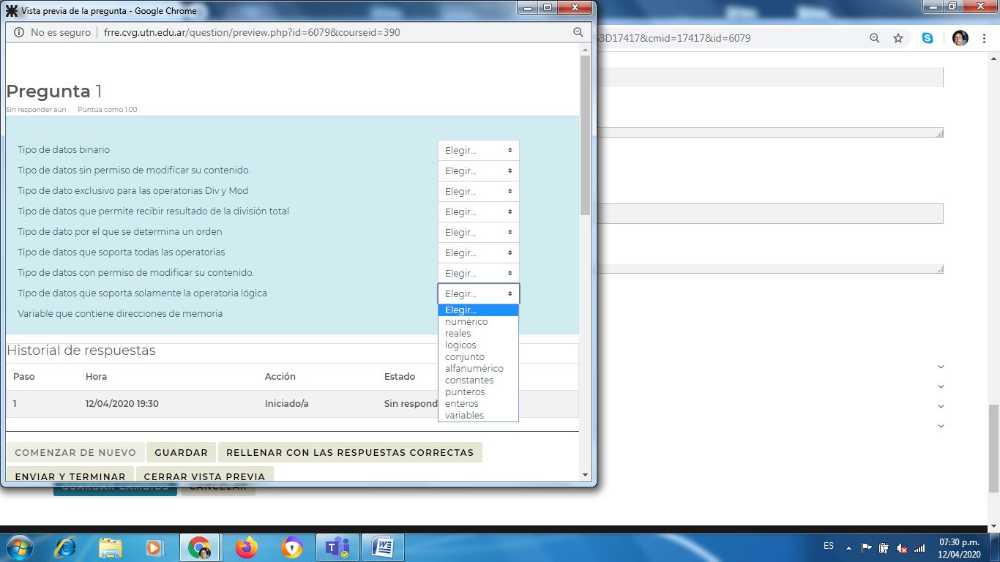 Vista previa de la pregunta - Google Chrome
No es seguro | frre.cvg.utn.edu.ar/question/preview.php?id=6079&courseid=390
3D17417&cmid=17417&id=6079
Pregunta 1
Sin responder aún Puntúa como 1,00
Tipo de datos binario Elegir...
Tipo de datos sin permiso de modificar su contenido. Elegir...
Tipo de dato exclusivo para las operatorias Div y Mod Elegir...
Tipo de datos que permite recibir resultado de la división total Elegir...
Tipo de dato por el que se determina un orden Elegir...
Tipo de datos que soporta todas las operatorias Elegir...
Tipo de datos con permiso de modificar su contenido. Elegir...
Tipo de datos que soporta solamente la operatoria lógica Elegir...
Variable que contiene direcciones de memoria
Elegir...
numérico
reales
logicos
conjunto
alfanumérico
constantes
punteros
enteros
variables
Historial de respuestas
Paso Hora Acción Estado
1 12/04/2020 19:30 Iniciado/a Sin respond
COMENZAR DE NUEVO GUARDAR RELLENAR CON LAS RESPUESTAS CORRECTAS
ENVIAR Y TERMINAR CERRAR VISTA PREVIA
GUARDAR CAMBIOS CANCELAR
ES 07:30 p.m.
12/04/2020